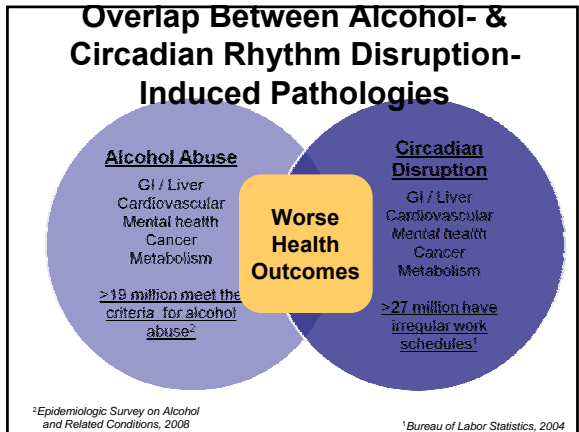 Overlap Between Alcohol- &
Circadian Rhythm Disruption-
Induced Pathologies
Alcohol Abuse
GI / Liver
Cardiovascular
Mental health
Cancer
Metabolism
>19 million meet the
criteria for alcohol
abuse2
Worse
Health
Outcomes
Circadian
Disruption
GI / Liver
Cardiovascular
Mental health
Cancer
Metabolism
>27 million have
irregular work
schedules1
2Epidemiologic Survey on Alcohol
and Related Conditions, 2008
1Bureau of Labor Statistics, 2004